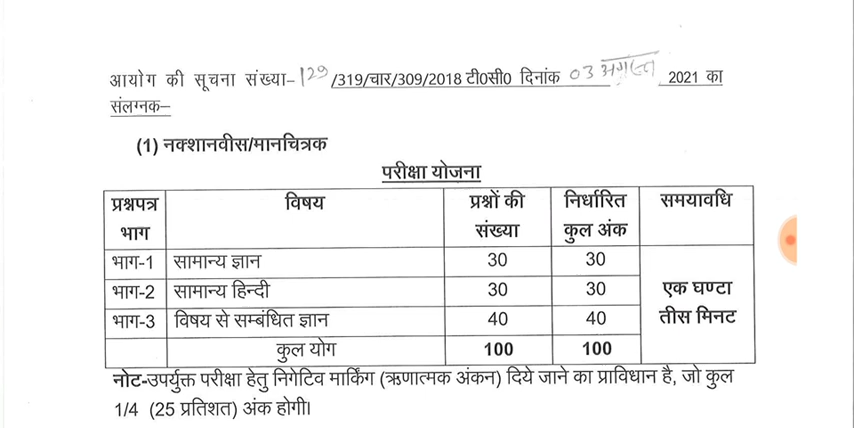 आयोग की सूचना संख्या–129/319/चार/309/2018 टी0सी0 दिनांक 03 अगस्त 2021 का
संलग्नक–
(1) नक्शानवीस/मानचित्रक
परीक्षा योजना
प्रश्नपत्र भाग विषय प्रश्नों की संख्या निर्धारित कुल अंक समयावधि
भाग-1 सामान्य ज्ञान 30 30 एक घण्टा तीस मिनट
भाग-2 सामान्य हिन्दी 30 30
भाग-3 विषय से सम्बंधित ज्ञान 40 40
कुल योग 100 100
नोट-उपर्युक्त परीक्षा हेतु निगेटिव मार्किंग (ऋणात्मक अंकन) दिये जाने का प्राविधान है, जो कुल
1/4 (25 प्रतिशत) अंक होगी।